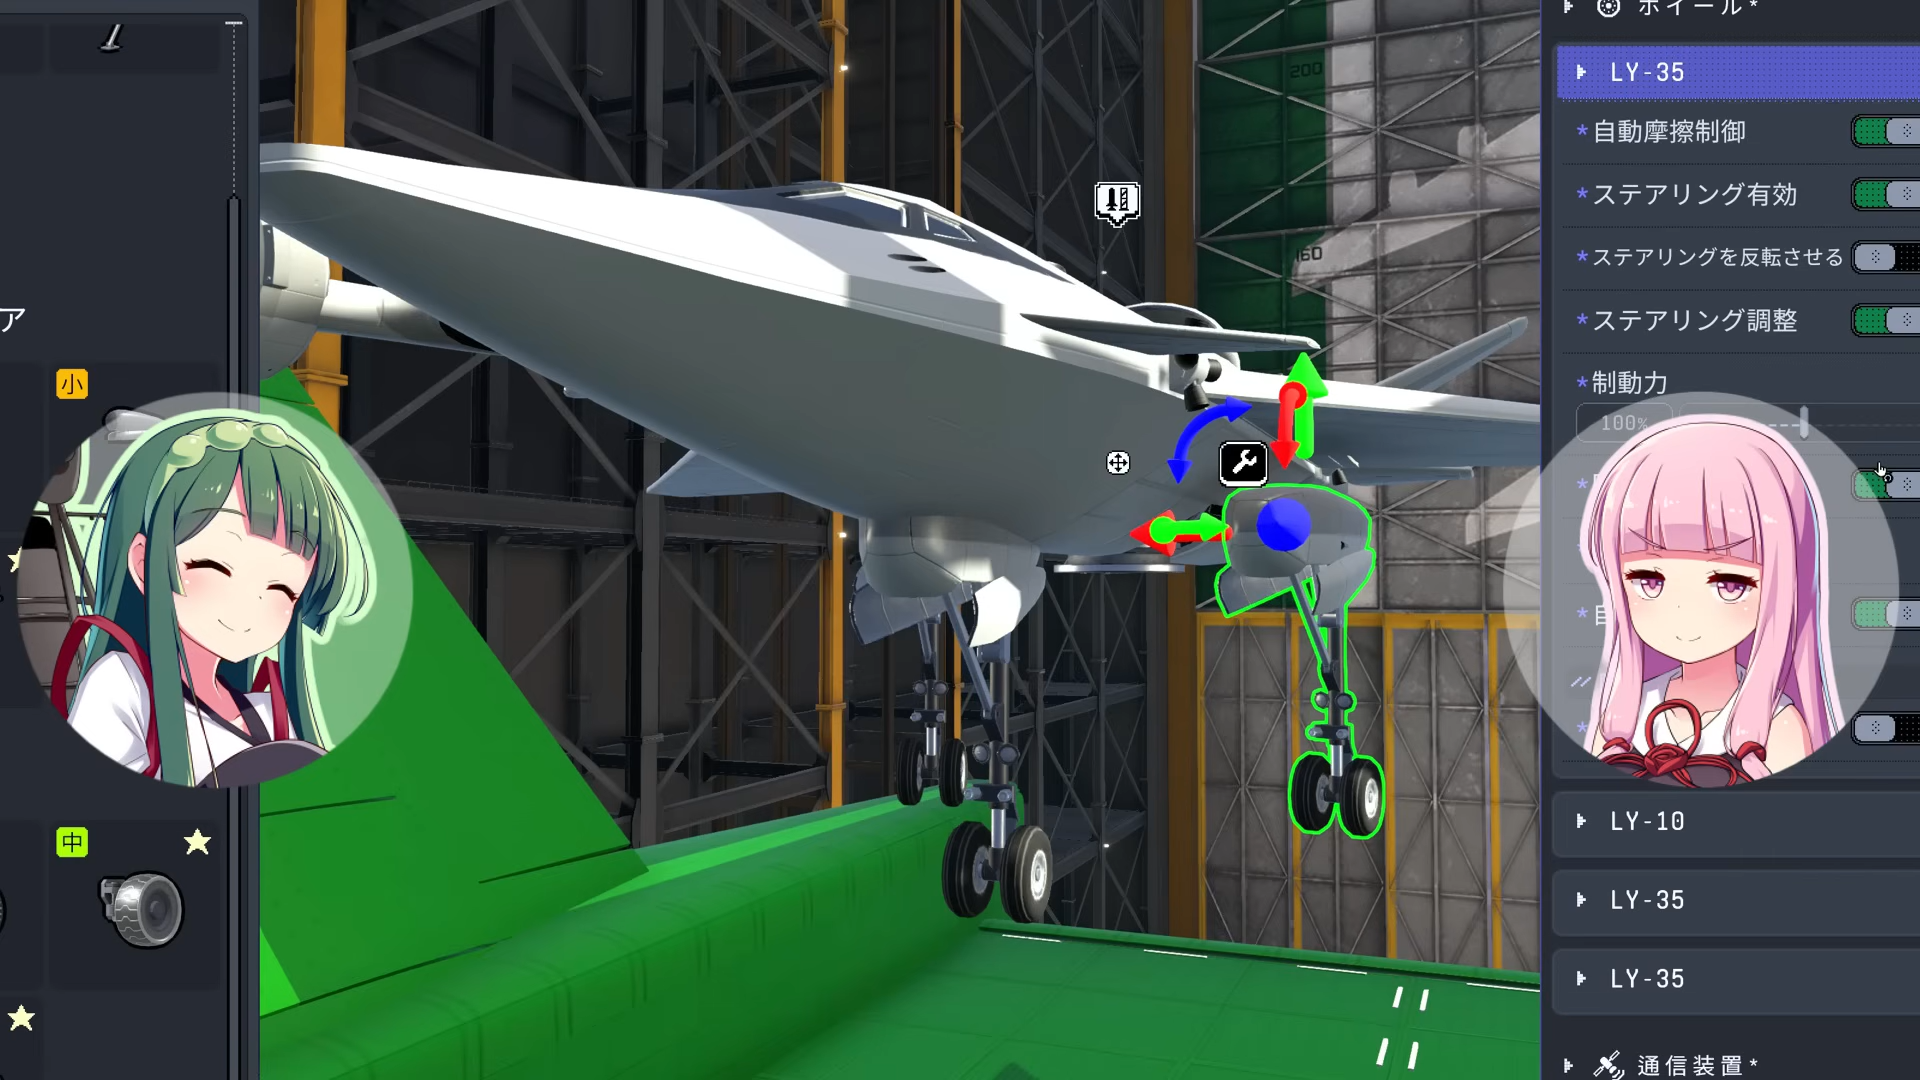 ア
小
中
200
160
ホイール*
LY-35
*自動摩擦制御
*ステアリング有効
*ステアリングを反転させる
*ステアリング調整
*制動力
100%
LY-10
LY-35
LY-35
通信装置*